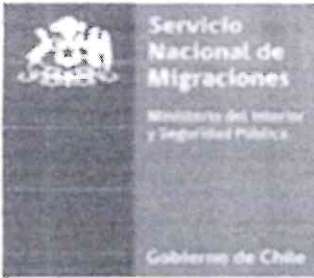 Servicio
Nacional de
Migraciones
Ministerio del Interior
y Seguridad Pública
Gobierno de Chile